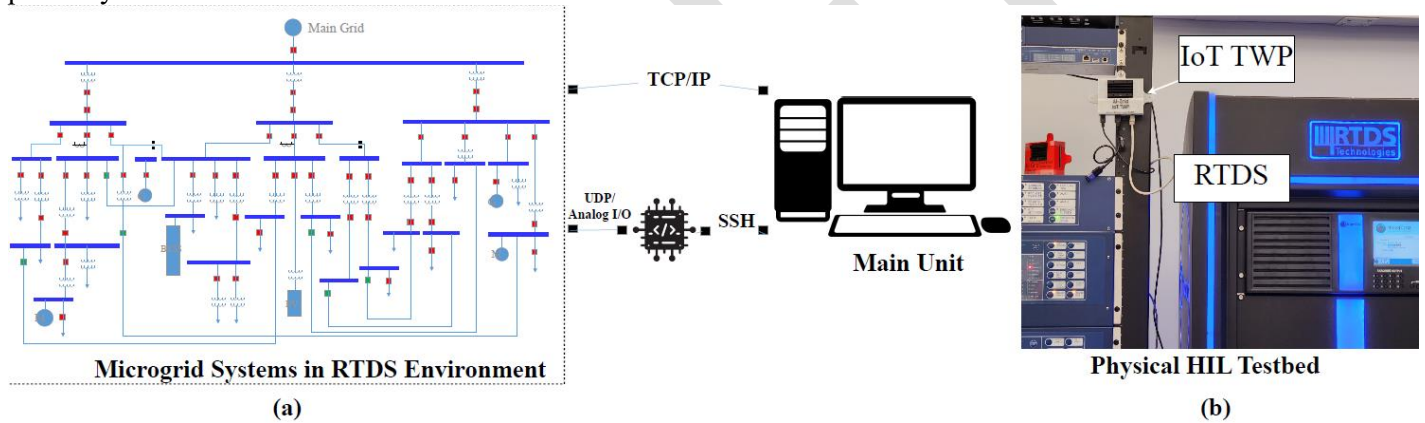 Main Grid
TCP/IP
UDP/
Analog I/O
SSH
Main Unit
Microgrid Systems in RTDS Environment
(a)
IoT TWP
RTDS
Technologies
RTDS
Physical HIL Testbed
(b)